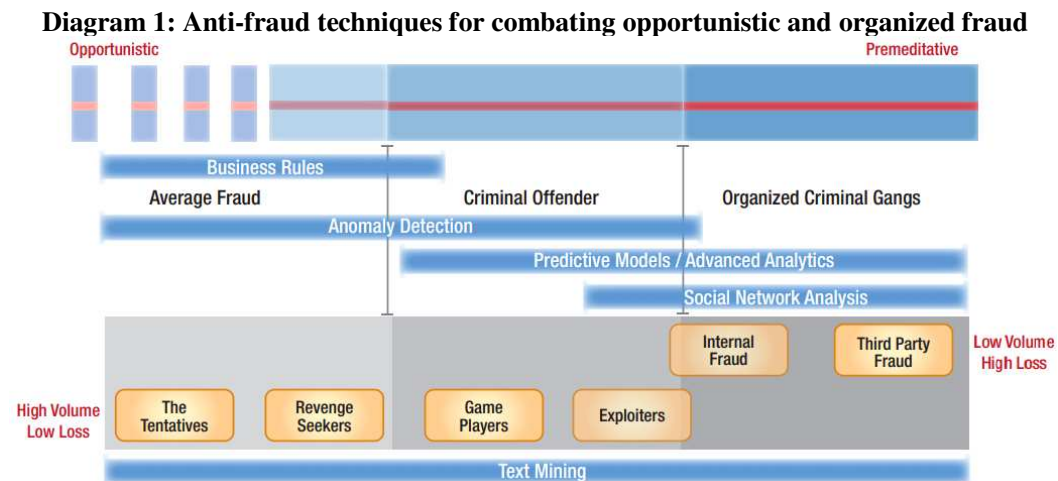 Diagram 1: Anti-fraud techniques for combating opportunistic and organized fraud
Opportunistic
Premeditative
Business Rules
Average Fraud
Criminal Offender
Organized Criminal Gangs
Anomaly Detection
Predictive Models / Advanced Analytics
Social Network Analysis
Internal
Fraud
Third Party
Fraud
Low Volume
High Loss
High Volume
Low Loss
The
Tentatives
Revenge
Seekers
Game
Players
Exploiters
Text Mining